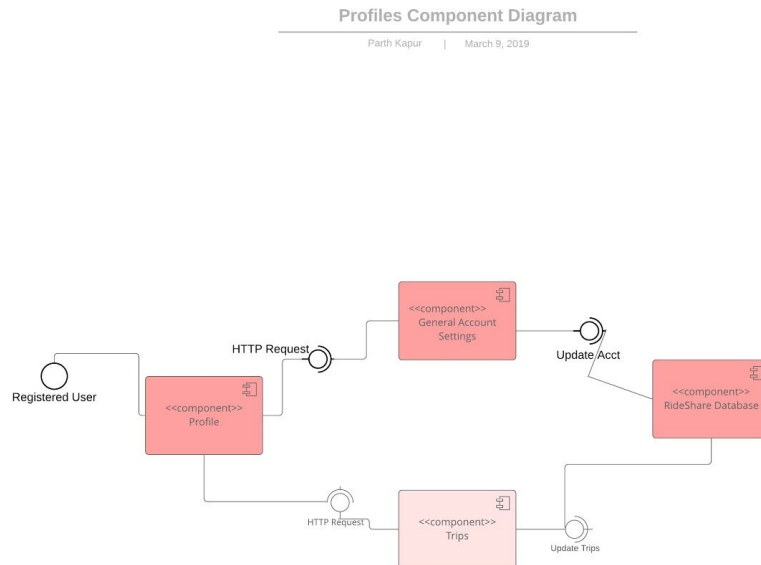 Profiles Component Diagram
Parth Kapur | March 9, 2019
<<component>>
General Account
Settings
HTTP Request
Update Acct
Registered User
<<component>>
Profile
<<component>>
RideShare Database
HTTP Request
<<component>>
Trips
Update Trips